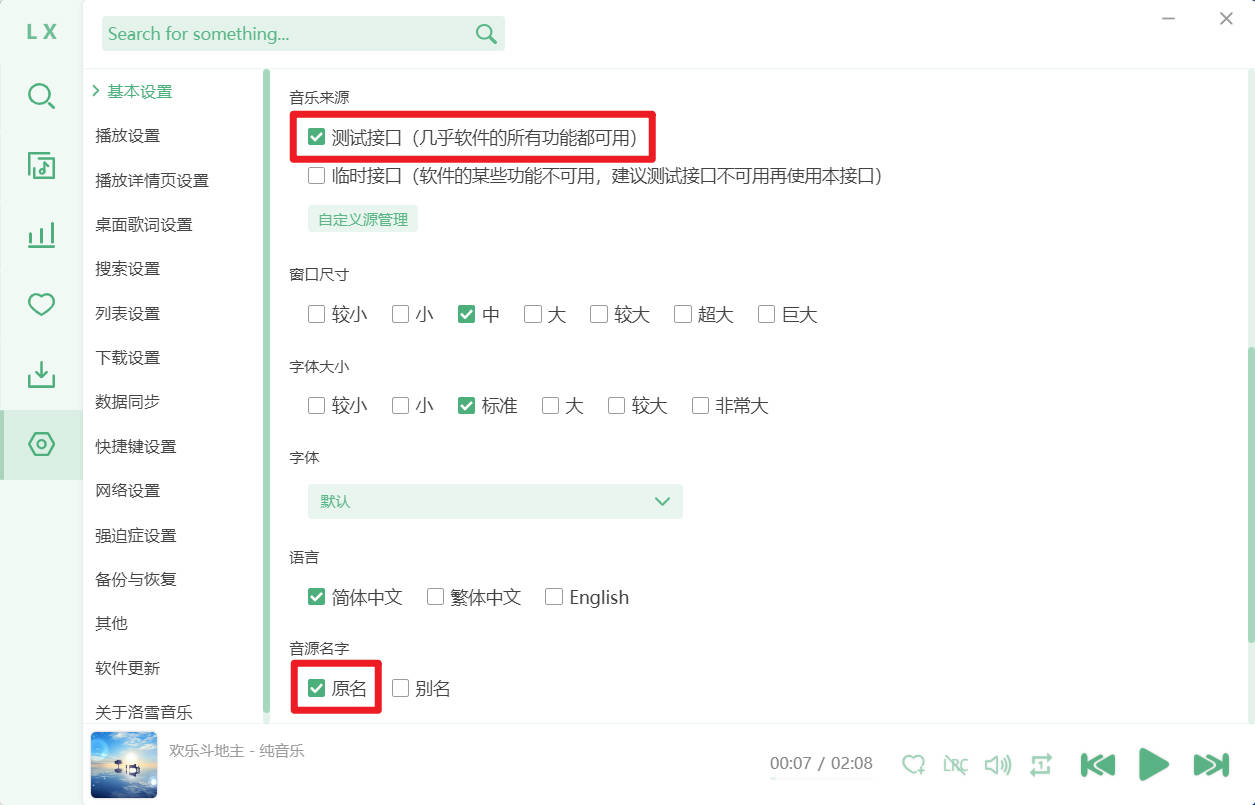 LX
Search for something...
基本设置
播放设置
播放详情页设置
桌面歌词设置
搜索设置
列表设置
下载设置
数据同步
快捷键设置
网络设置
强迫症设置
备份与恢复
其他
软件更新
关于洛雪音乐
音乐来源
测试接口（几乎软件的所有功能都可用）
临时接口（软件的某些功能不可用，建议测试接口不可用再使用本接口）
自定义源管理
窗口尺寸
较小 小 中 大 较大 超大 巨大
字体大小
较小 小 标准 大 较大 非常大
字体
默认
语言
简体中文 繁体中文 English
音源名字
原名 别名
欢乐斗地主 - 纯音乐
00:07 / 02:08
LRC
1